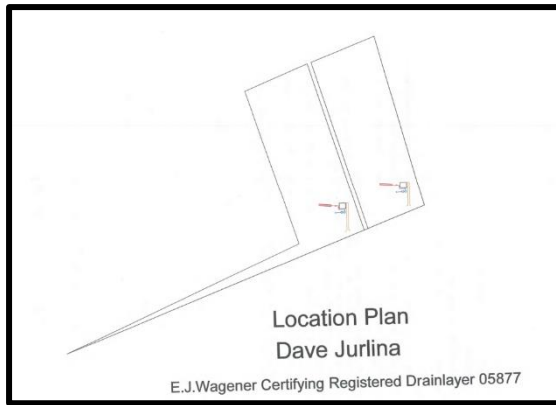 Location Plan
Dave Jurlina
E.J.Wagener Certifying Registered Drainlayer 05877